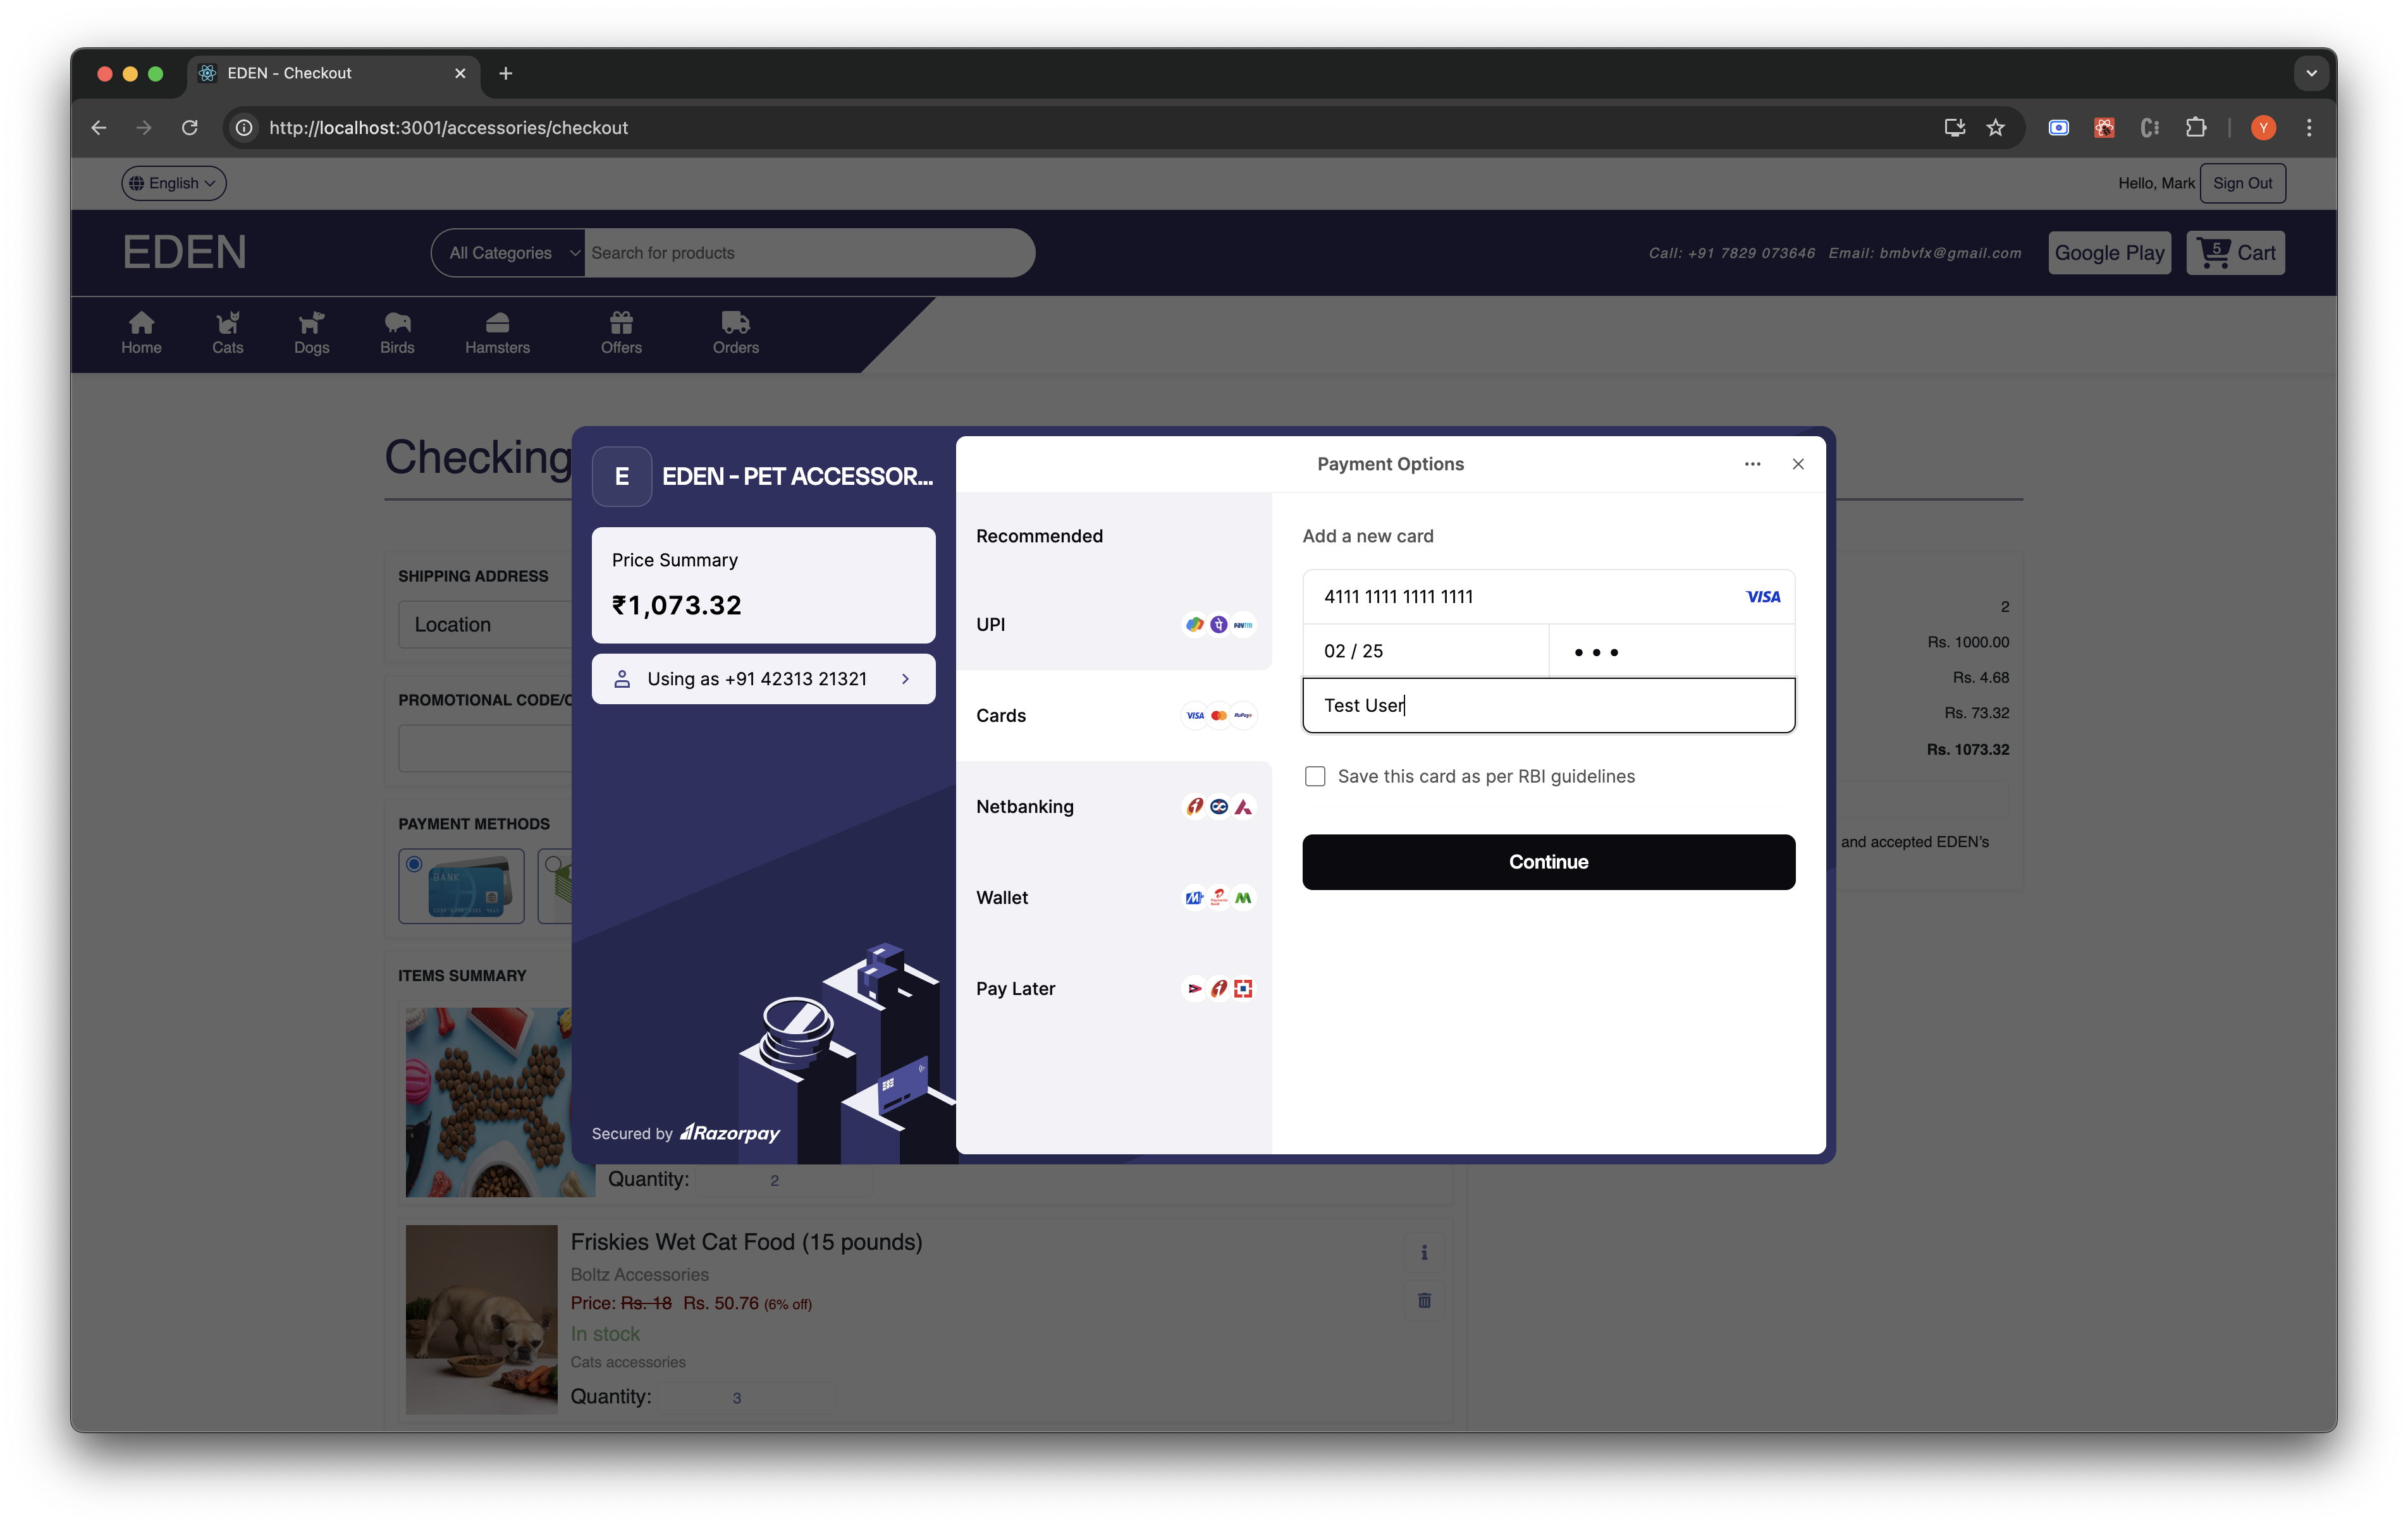 EDEN - Checkout
http://localhost:3001/accessories/checkout
Y
English
Hello, Mark
Sign Out
EDEN
All Categories
Search for products
Call: +91 7829 073646 Email: bmbvfx@gmail.com
Google Play
5
Cart
Home
Cats
Dogs
Birds
Hamsters
Offers
Orders
Checking
SHIPPING ADDRESS
Location
PROMOTIONAL CODE/C
PAYMENT METHODS
BANK
ITEMS SUMMARY
E
EDEN - PET ACCESSOR...
Price Summary
₹1,073.32
Using as +91 42313 21321
Secured by Razorpay
Payment Options
Recommended
UPI
पे
paytm
Cards
VISA
RuPay
Netbanking
Wallet
Pay Later
Add a new card
4111 1111 1111 1111
VISA
02 / 25
Test User
Save this card as per RBI guidelines
Continue
2
Rs. 1000.00
Rs. 4.68
Rs. 73.32
Rs. 1073.32
and accepted EDEN's
Quantity:
2
Friskies Wet Cat Food (15 pounds)
Boltz Accessories
Price: Rs. 18 Rs. 50.76 (6% off)
In stock
Cats accessories
Quantity:
3